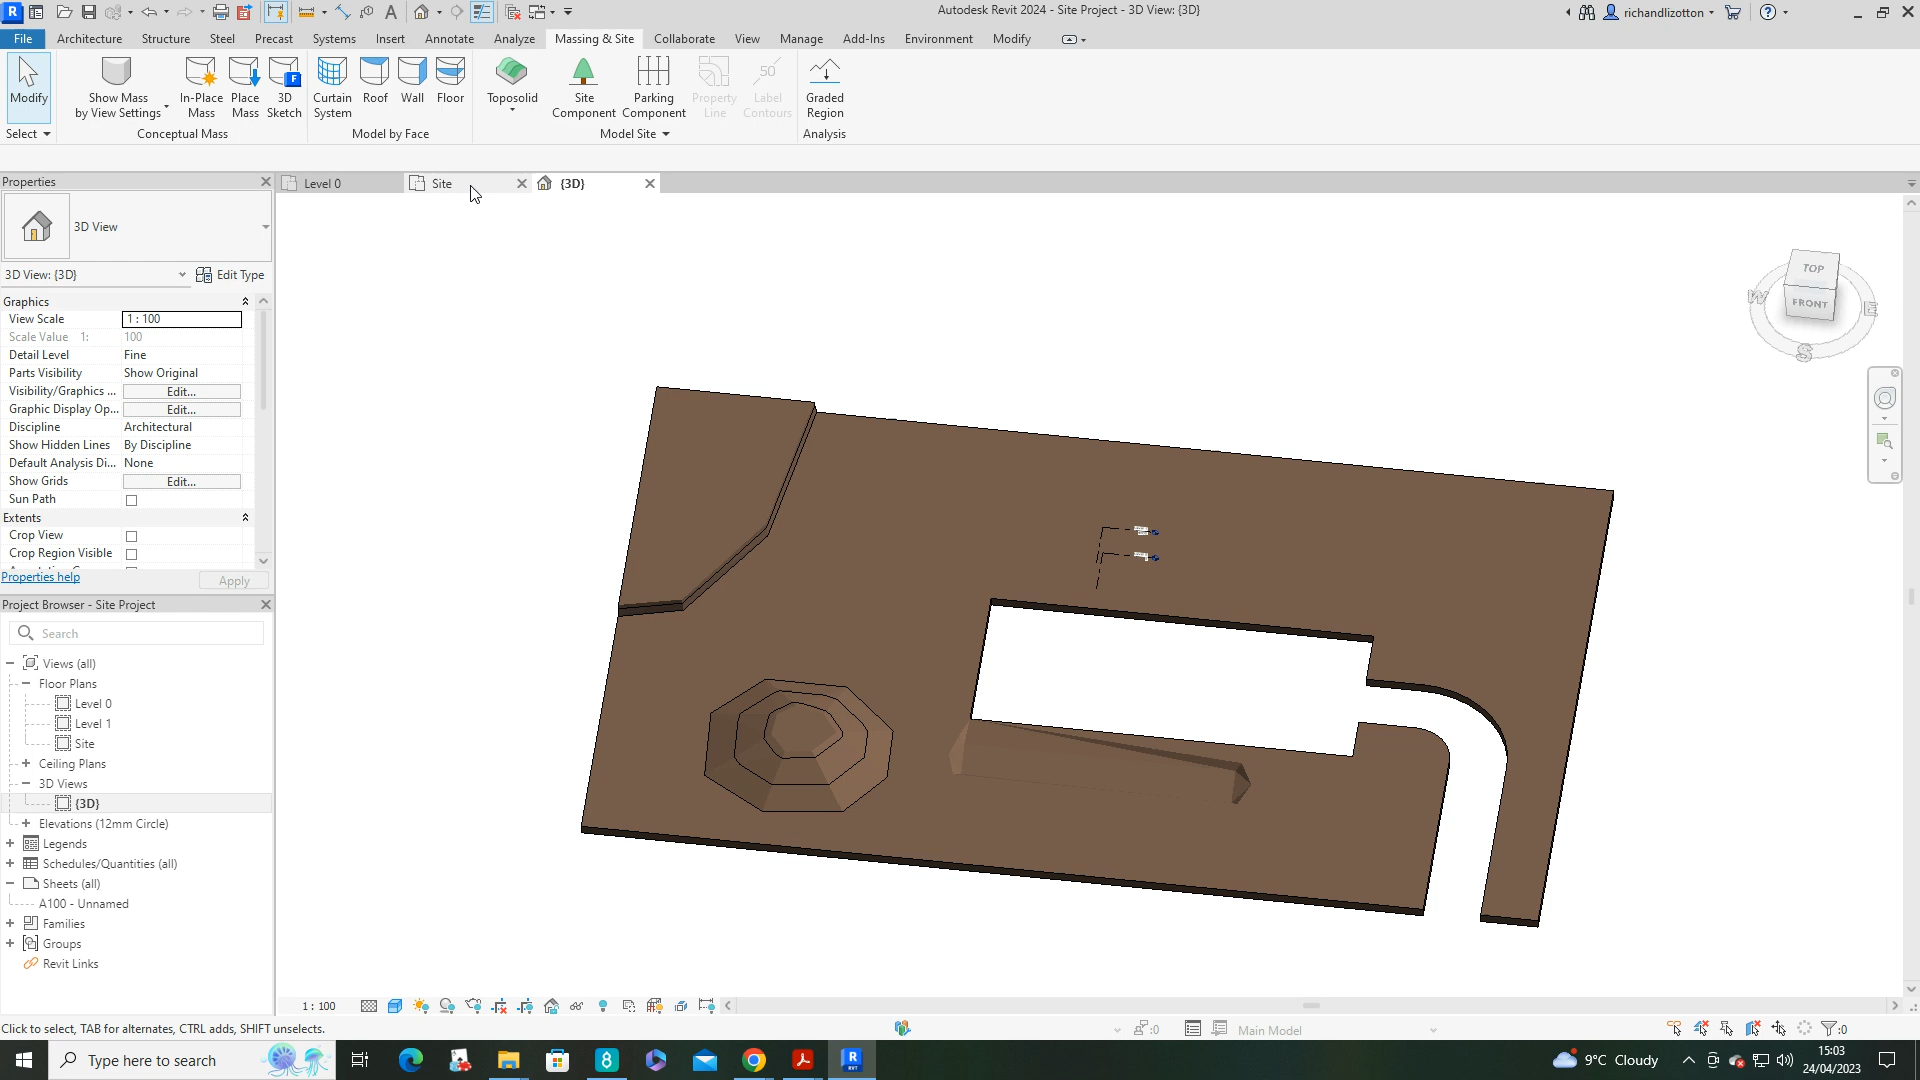 Autodesk Revit 2024 - Site Project - 3D View: {3D}
richandlizotton
File
Architecture
Structure
Steel
Precast
Systems
Insert
Annotate
Analyze
Massing & Site
Collaborate
View
Manage
Add-Ins
Environment
Modify
Modify
Show Mass
by View Settings
In-Place
Mass
Place
Mass
3D
Sketch
Curtain
System
Roof
Wall
Floor
Toposolid
Site
Component
Parking
Component
Property
Line
Label
Contours
Graded
Region
Select
Conceptual Mass
Model by Face
Model Site
Analysis
Properties
Level 0
Site
{3D}
3D View
3D View: {3D}
Edit Type
Graphics
View Scale 1 : 100
Scale Value 1: 100
Detail Level Fine
Parts Visibility Show Original
Visibility/Graphics ... Edit...
Graphic Display Op... Edit...
Discipline Architectural
Show Hidden Lines By Discipline
Default Analysis Di... None
Show Grids Edit...
Sun Path
Extents
Crop View
Crop Region Visible
Properties help
Apply
Project Browser - Site Project
Search
Views (all)
Floor Plans
Level 0
Level 1
Site
Ceiling Plans
3D Views
{3D}
Elevations (12mm Circle)
Legends
Schedules/Quantities (all)
Sheets (all)
A100 - Unnamed
Families
Groups
Revit Links
TOP
FRONT
W
E
S
1 : 100
Click to select, TAB for alternates, CTRL adds, SHIFT unselects.
:0
Main Model
:0
Type here to search
9°C Cloudy
15:03
24/04/2023